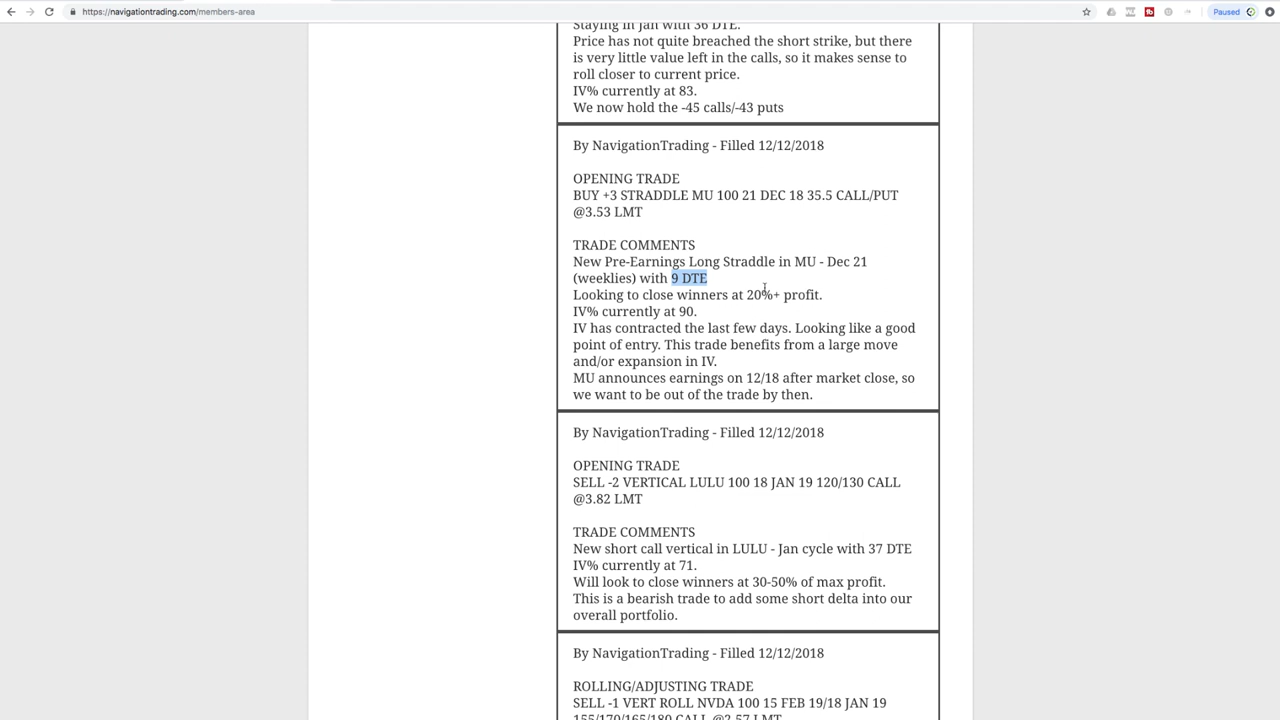 https://navigationtrading.com/members-area
Paused
Staying in Jan with 36 DTE.
Price has not quite breached the short strike, but there
is very little value left in the calls, so it makes sense to
roll closer to current price.
IV% currently at 83.
We now hold the -45 calls/-43 puts
By NavigationTrading - Filled 12/12/2018
OPENING TRADE
BUY +3 STRADDLE MU 100 21 DEC 18 35.5 CALL/PUT
@3.53 LMT
TRADE COMMENTS
New Pre-Earnings Long Straddle in MU - Dec 21
(weeklies) with 9 DTE
Looking to close winners at 20%+ profit.
IV% currently at 90.
IV has contracted the last few days. Looking like a good
point of entry. This trade benefits from a large move
and/or expansion in IV.
MU announces earnings on 12/18 after market close, so
we want to be out of the trade by then.
By NavigationTrading - Filled 12/12/2018
OPENING TRADE
SELL -2 VERTICAL LULU 100 18 JAN 19 120/130 CALL
@3.82 LMT
TRADE COMMENTS
New short call vertical in LULU - Jan cycle with 37 DTE
IV% currently at 71.
Will look to close winners at 30-50% of max profit.
This is a bearish trade to add some short delta into our
overall portfolio.
By NavigationTrading - Filled 12/12/2018
ROLLING/ADJUSTING TRADE
SELL -1 VERT ROLL NVDA 100 15 FEB 19/18 JAN 19
155/170/165/180 CALL @2.57 LMT